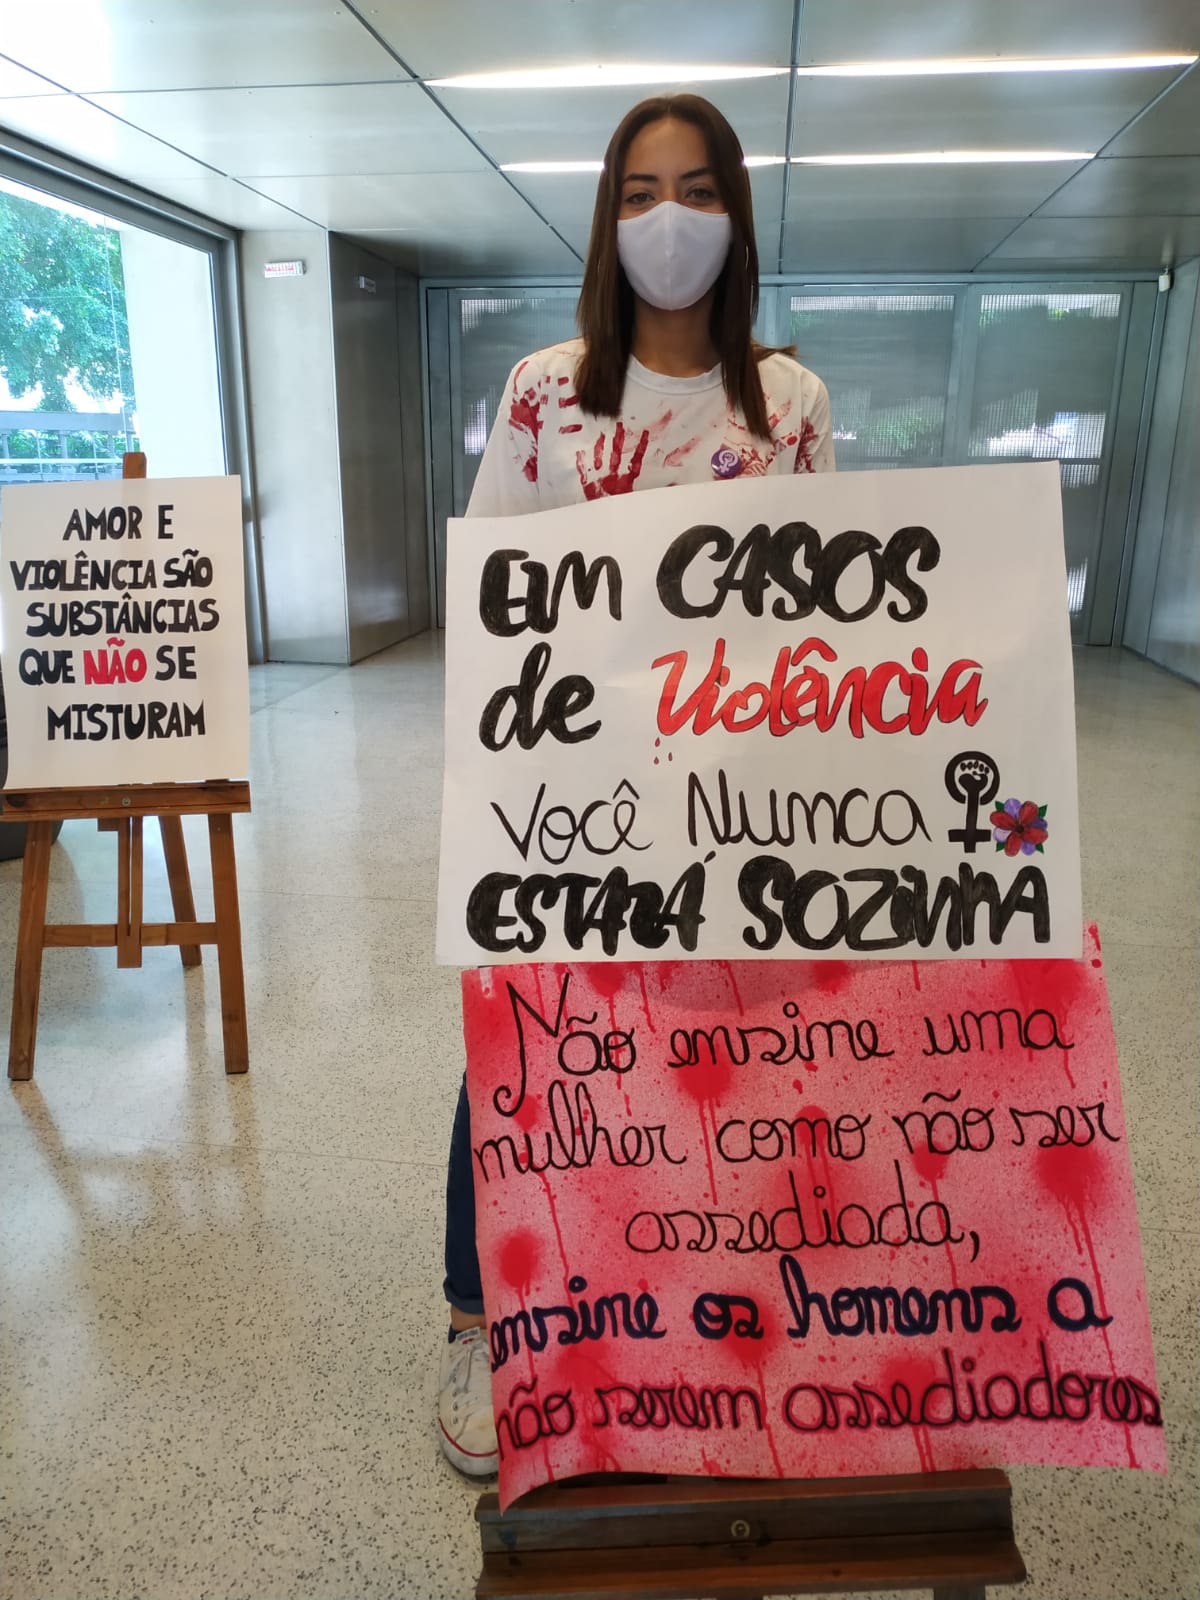 AMOR E
VIOLÊNCIA SÃO
SUBSTÂNCIAS
QUE NÃO SE
MISTURAM
EM CASOS
de Violência
Você Nunca
ESTARÁ SOZINHA
Não ensine uma
mulher como não ser
assediada,
ensine os homens a
não serem assediadores